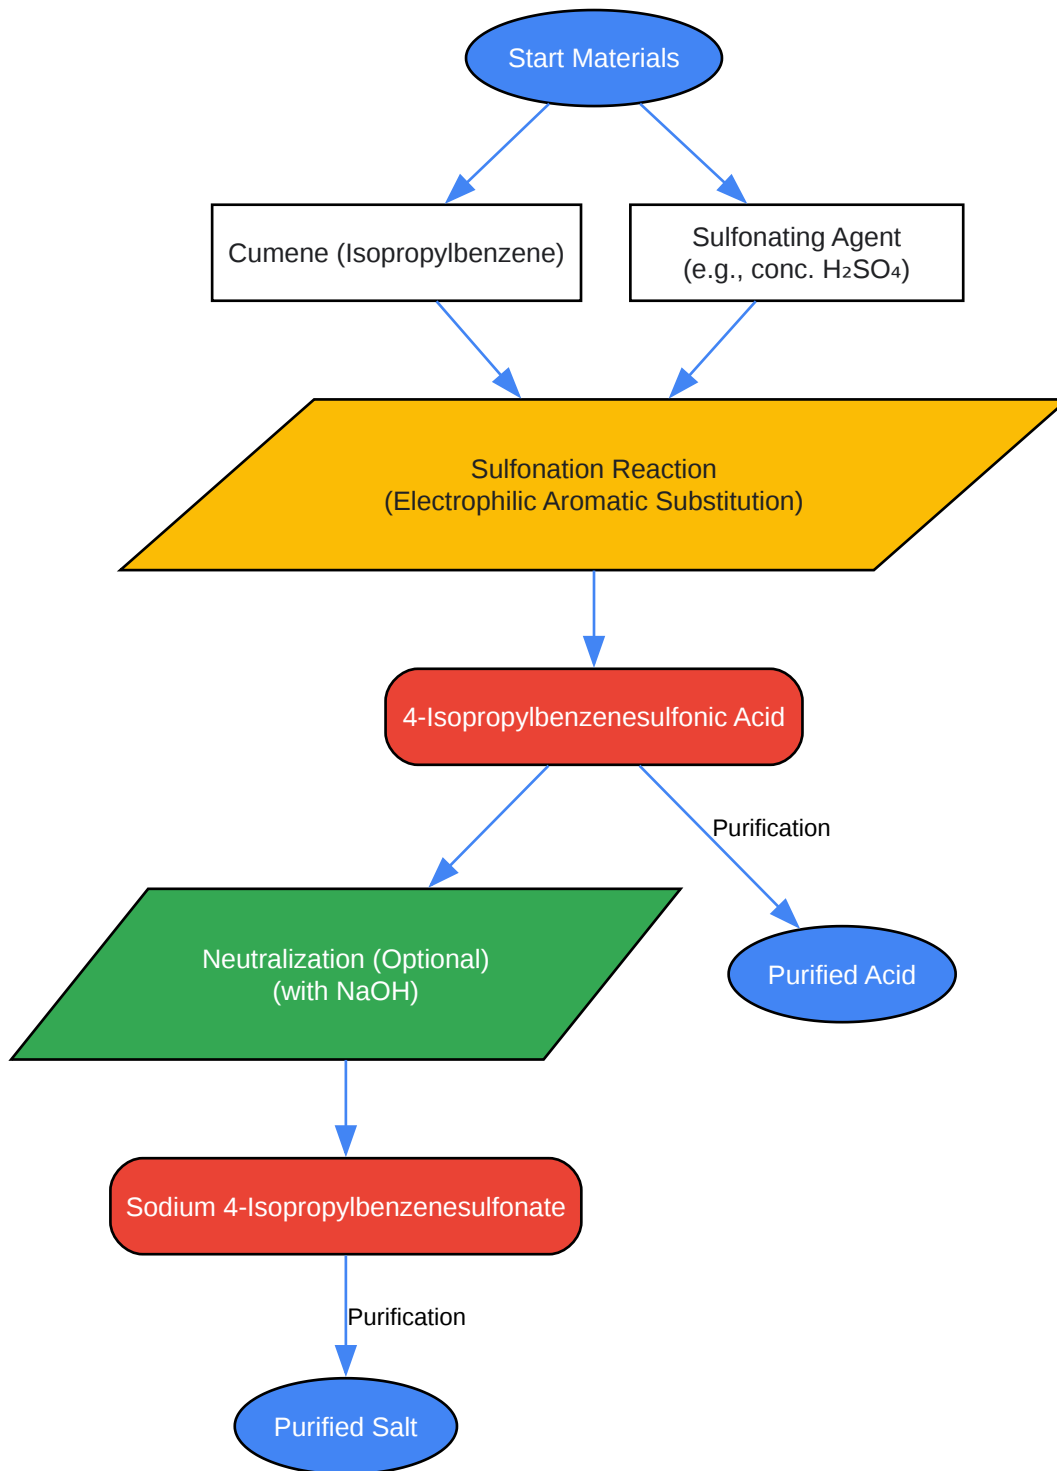 Start Materials
Cumene (Isopropylbenzene)
Sulfonating Agent
(e.g., conc. H₂SO₄)
Sulfonation Reaction
(Electrophilic Aromatic Substitution)
4-Isopropylbenzenesulfonic Acid
Purification
Neutralization (Optional)
(with NaOH)
Purified Acid
Sodium 4-Isopropylbenzenesulfonate
Purification
Purified Salt